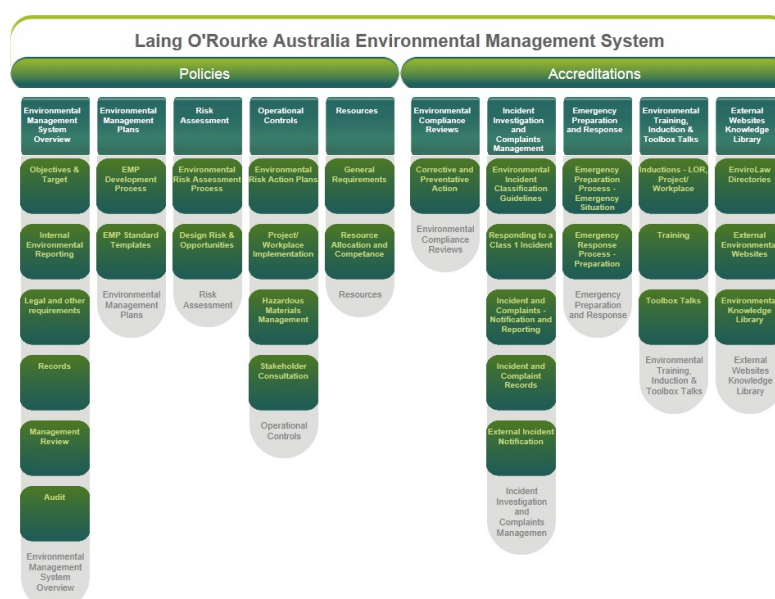 Laing O'Rourke Australia Environmental Management System
Policies
Accreditations
Environmental
Management
System
Overview
Objectives &
Target
Internal
Environmental
Reporting
Legal and other
requirements
Records
Management
Review
Audit
Environmental
Management
System
Overview
Environmental
Management
Plans
EMP
Development
Process
EMP Standard
Templates
Environmental
Management
Plans
Risk
Assessment
Environmental
Risk Assessment
Process
Design Risk &
Opportunities
Risk
Assessment
Operational
Controls
Environmental
Risk Action Plans
Project/
Workplace
Implementation
Hazardous
Materials
Management
Stakeholder
Consultation
Operational
Controls
Resources
General
Requirements
Resource
Allocation and
Competance
Resources
Environmental
Compliance
Reviews
Corrective and
Preventative
Action
Environmental
Compliance
Reviews
Incident
Investigation
and
Complaints
Management
Environmental
Incident
Classification
Guidelines
Responding to a
Class 1 Incident
Incident and
Complaints -
Notification and
Reporting
Incident and
Complaint
Records
External Incident
Notification
Incident
Investigation
and
Complaints
Managemen
Emergency
Preparation
and Response
Emergency
Preparation
Process -
Emergency
Situation
Emergency
Response
Process -
Preparation
Emergency
Preparation
and Response
Environmental
Training,
Induction &
Toolbox Talks
Inductions - LOR,
Project/
Workplace
Training
Toolbox Talks
Environmental
Training,
Induction &
Toolbox Talks
External
Websites
Knowledge
Library
EnviroLaw
Directories
External
Environmenta
Websites
Environmenta
Knowledge
Library
External
Websites
Knowledge
Library